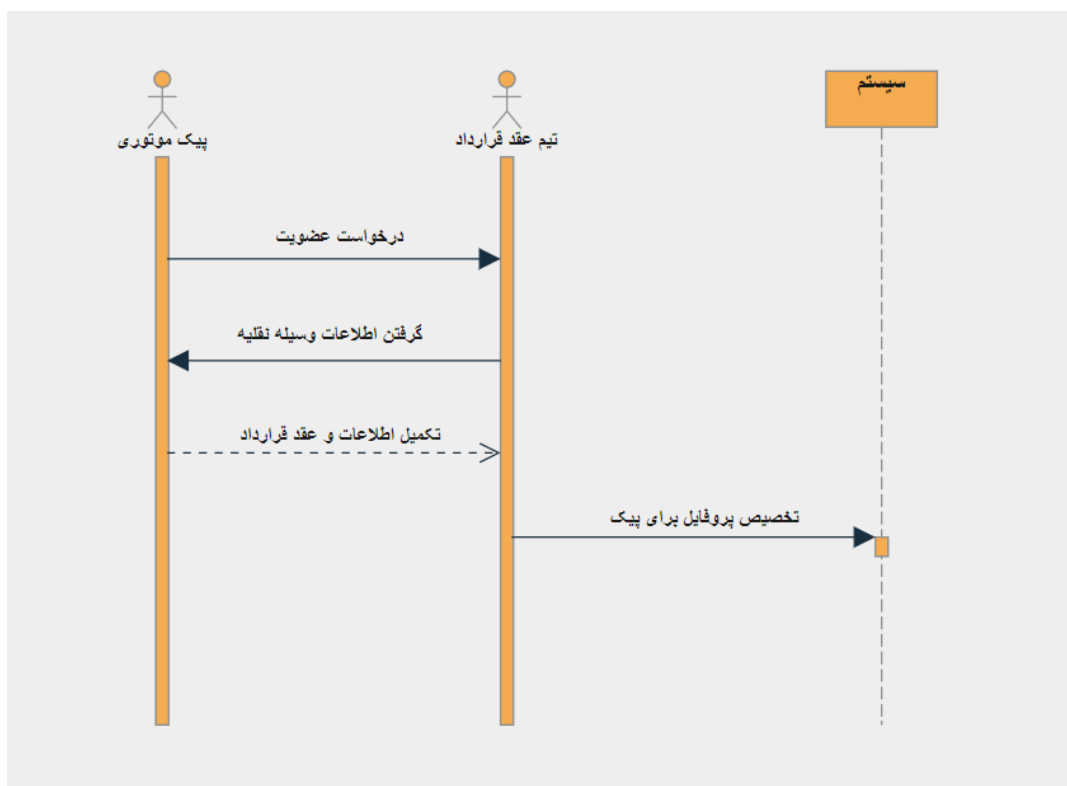 سیستم
تیم عقد قرارداد
پیک موتوری
درخواست عضویت
گرفتن اطلاعات وسیله نقلیه
تکمیل اطلاعات و عقد قرارداد
تخصیص پروفایل برای پیک